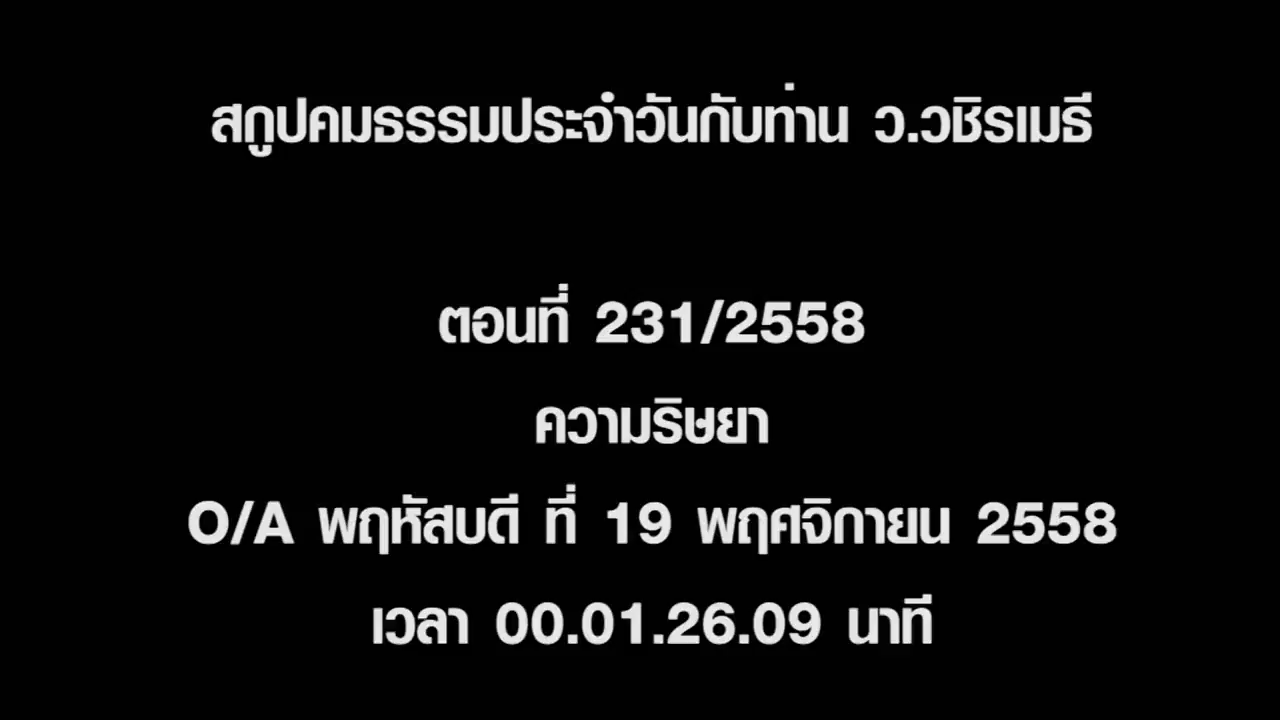 สกูปคมธรรมประจำวันกับท่าน ว.วชิรเมธี
ตอนที่ 231/2558
ความริษยา
O/A พฤหัสบดี ที่ 19 พฤศจิกายน 2558
เวลา 00.01.26.09 นาที